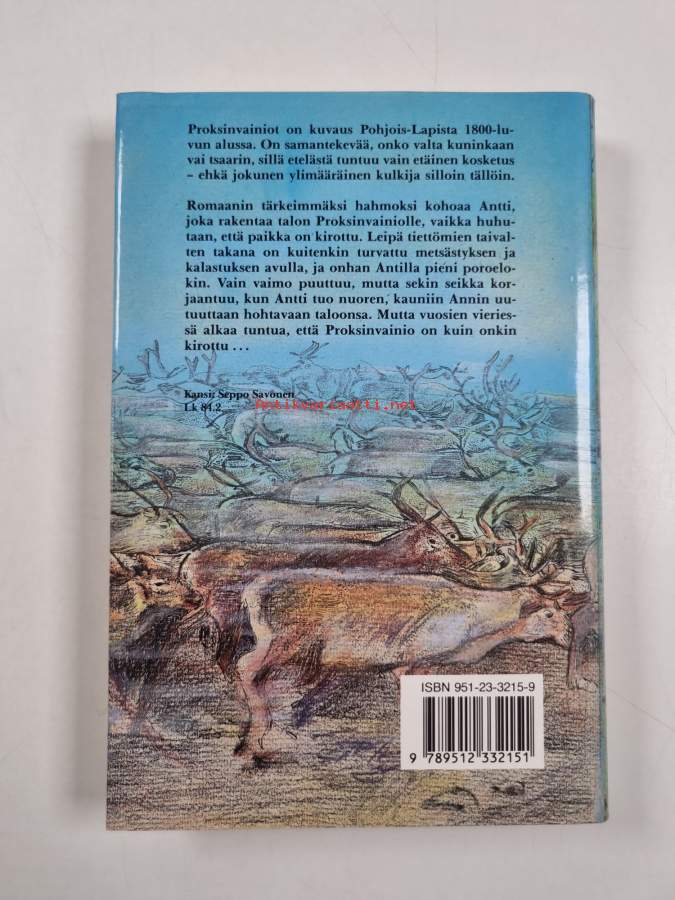 Proksinvainiot on kuvaus Pohjois-Lapista 1800-lu-
vun alussa. On samantekevää, onko valta kuninkaan
vai tsaarin, sillä etelästä tuntuu vain etäinen kosketus
– ehkä jokunen ylimääräinen kulkija silloin tällöin.
Romaanin tärkeimmäksi hahmoksi kohoaa Antti,
joka rakentaa talon Proksinvainiolle, vaikka huhu-
taan, että paikka on kirottu. Leipä tiettömien taival-
ten takana on kuitenkin turvattu metsästyksen ja
kalastuksen avulla, ja onhan Antilla pieni poroelo-
kin. Vain vaimo puuttuu, mutta sekin seikka kor-
jaantuu, kun Antti tuo nuoren, kauniin Annin uu-
tuuttaan hohtavaan taloonsa. Mutta vuosien vieries-
sä alkaa tuntua, että Proksinvainio on kuin onkin
kirottu . . .
Kansi: Seppo Savonen
Lk 84.2
Antikvariaatti.net
ISBN 951-23-3215-9
9 789512 332151